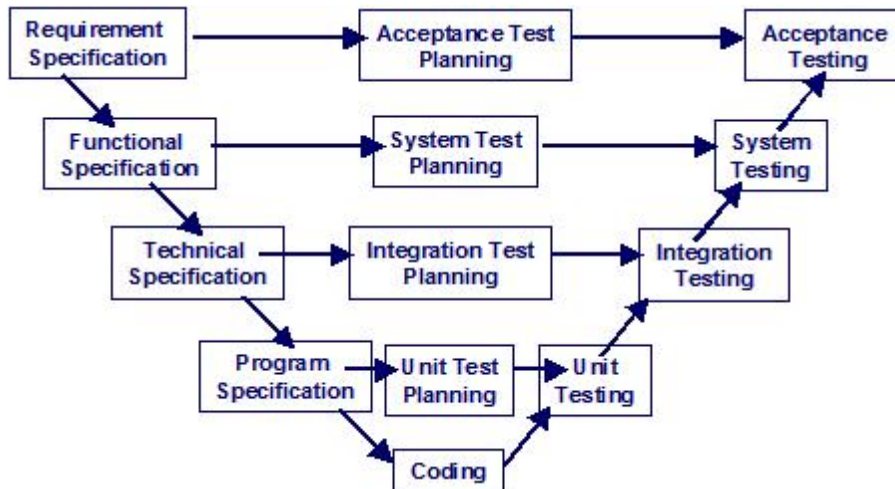 Requirement
Specification
Acceptance Test
Planning
Acceptance
Testing
Functional
Specification
System Test
Planning
System
Testing
Technical
Specification
Integration Test
Planning
Integration
Testing
Program
Specification
Unit Test
Planning
Unit
Testing
Coding